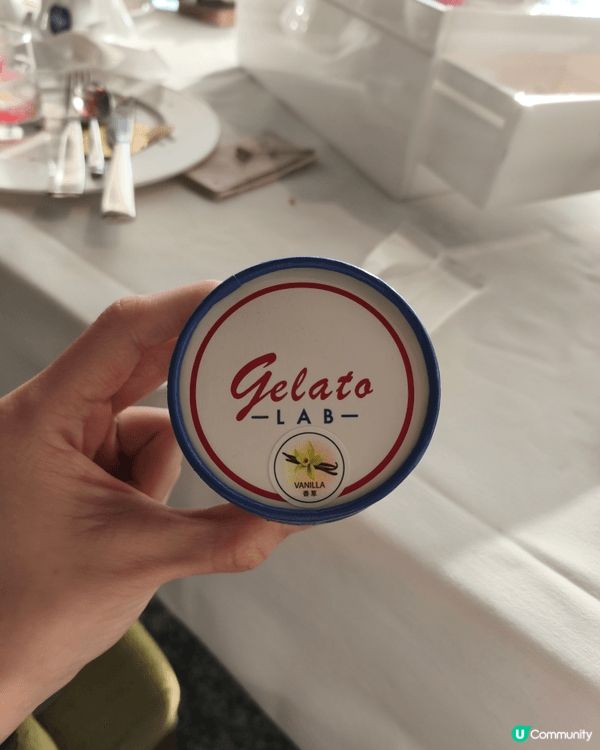 Gelato
LAB
VANILLA
香草
U Community